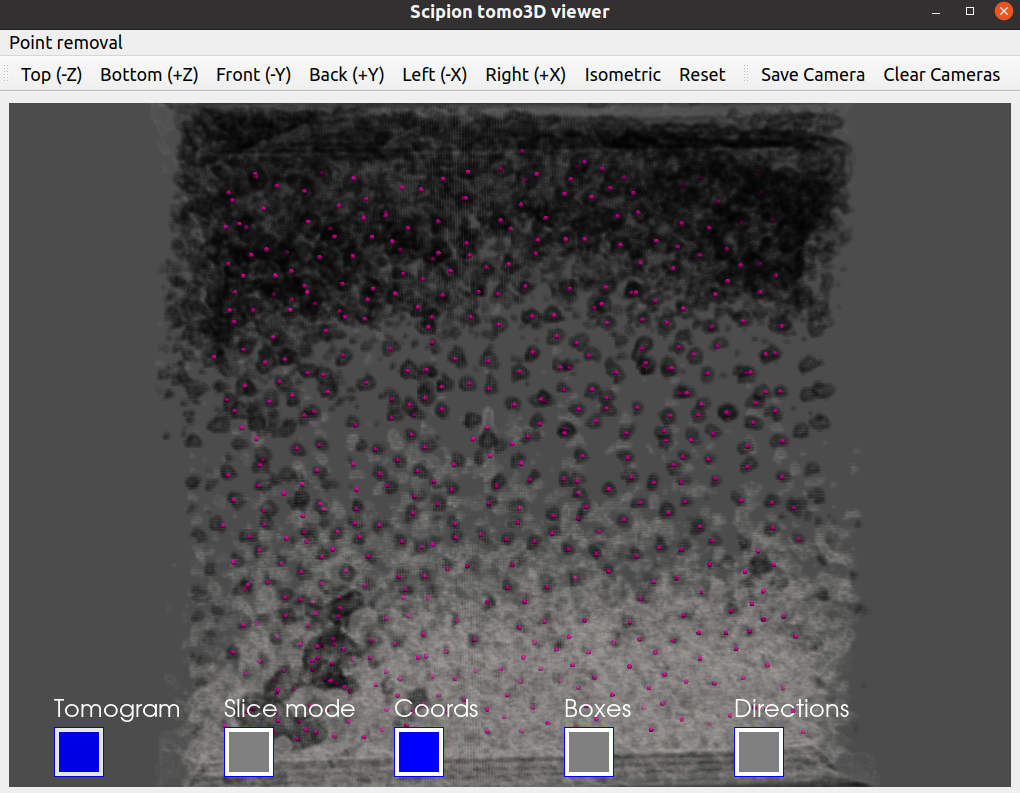 Scipion tomo3D viewer
Point removal
Top (-Z) Bottom (+Z) Front (-Y) Back (+Y) Left (-X) Right (+X) Isometric Reset Save Camera Clear Cameras
Tomogram Slice mode Coords Boxes Directions